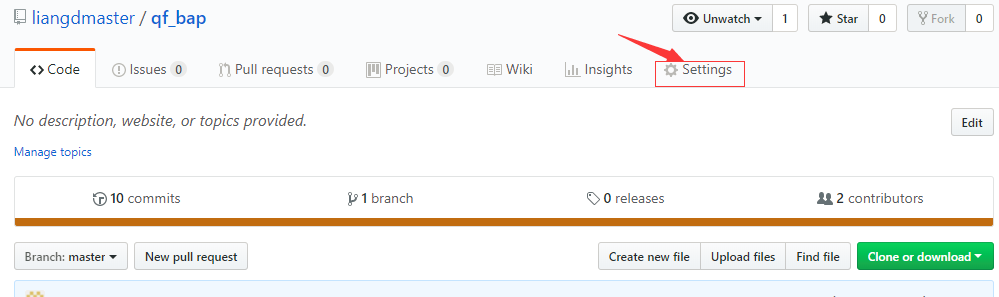 liangdmaster / qf_bap Unwatch 1 Star 0 Fork 0
Code Issues 0 Pull requests 0 Projects 0 Wiki Insights Settings
No description, website, or topics provided. Edit
Manage topics
10 commits 1 branch 0 releases 2 contributors
Branch: master New pull request Create new file Upload files Find file Clone or download